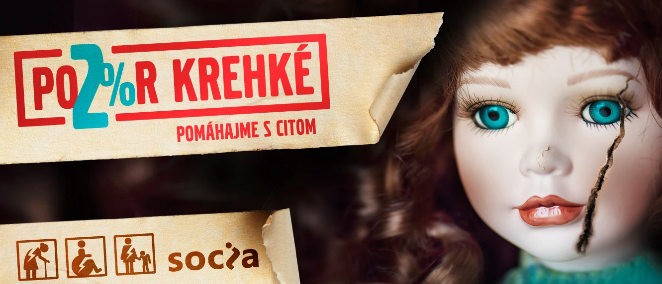 PO2%R KREHKÉ
POMÁHAJME S CITOM
socia